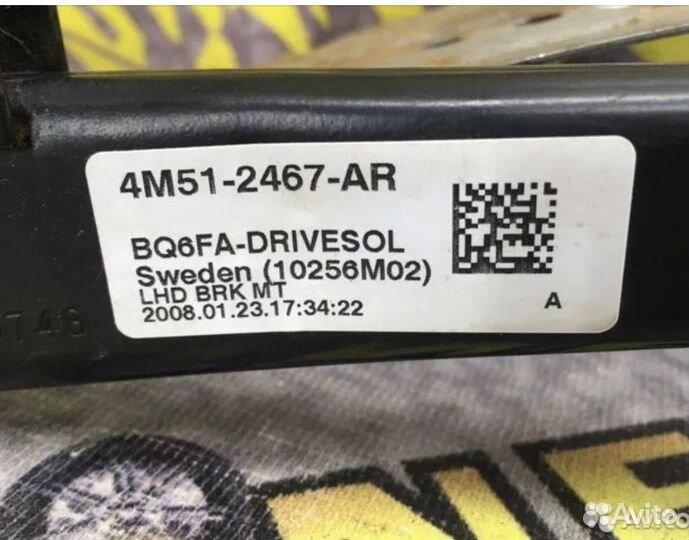 4M51-2467-AR
BQ6FA-DRIVESOL
Sweden (10256M02)
LHD BRK MT
2008.01.23.17:34:22
A
Avito